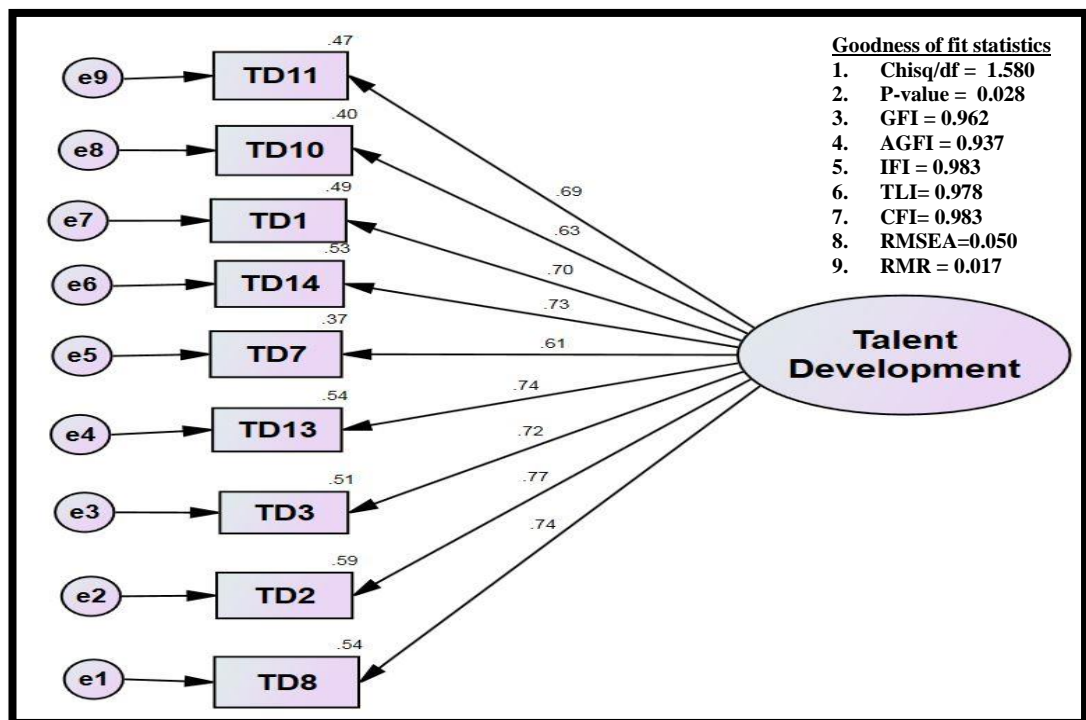 Goodness of fit statistics
1. Chisq/df = 1.580
2. P-value = 0.028
3. GFI = 0.962
4. AGFI = 0.937
5. IFI = 0.983
6. TLI= 0.978
7. CFI= 0.983
8. RMSEA=0.050
9. RMR = 0.017
.47
e9 TD11
.69
.40
e8 TD10
.63
.49
e7 TD1
.70
.53
e6 TD14
.73
.37
e5 TD7
.61
Talent
Development
.54
e4 TD13
.74
.51
e3 TD3
.72
.59
e2 TD2
.77
.54
e1 TD8
.74